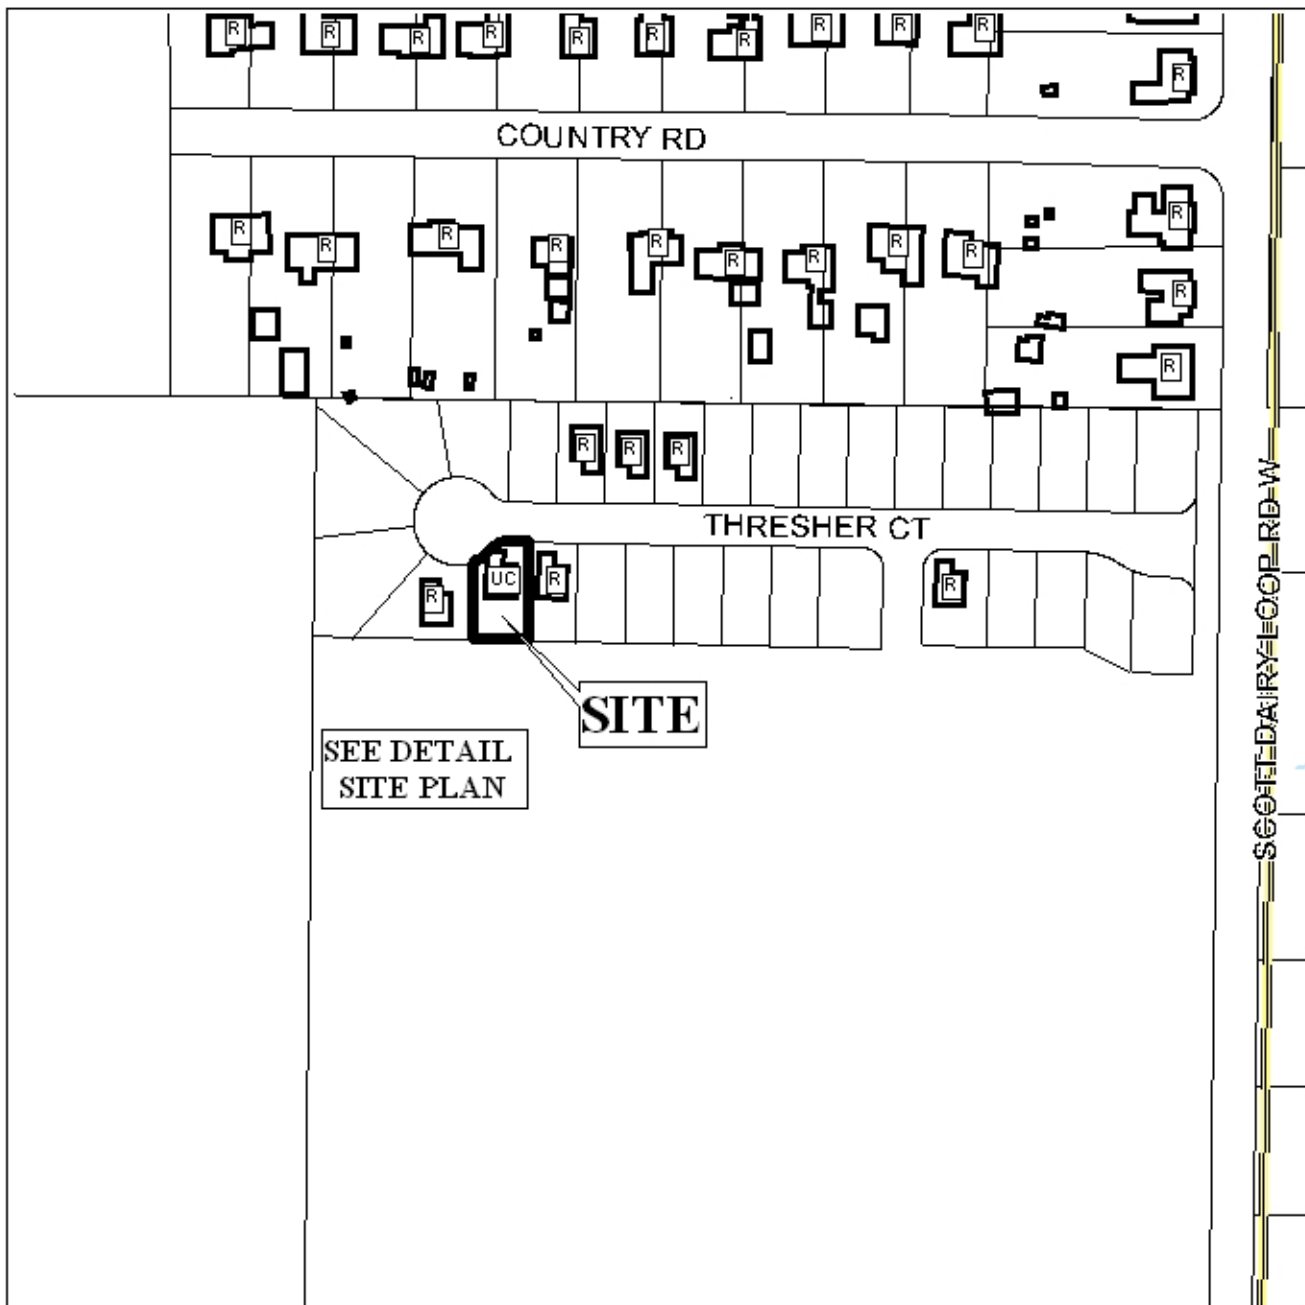 R R R R R R R R R R
R
COUNTRY RD
R
R R R R R R R R R
R
R
R R R
THRESHER CT
R UC R R
SITE
SEE DETAIL
SITE PLAN
SCOTT DAIRY LOOP RD W